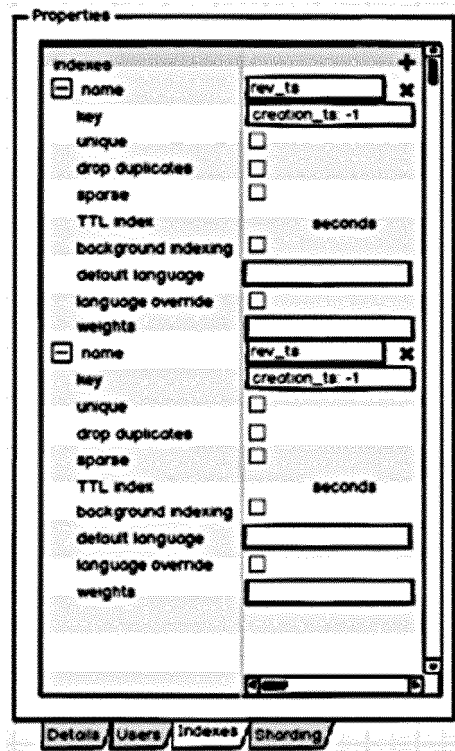 Properties
indexes +
name rev_ts ✖
key creation_ts: -1
unique
drop duplicates
sparse
TTL index seconds
background indexing
default language
language override
weights
name rev_ts ✖
key creation_ts: -1
unique
drop duplicates
sparse
TTL index seconds
background indexing
default language
language override
weights
Details Users Indexes Sharding